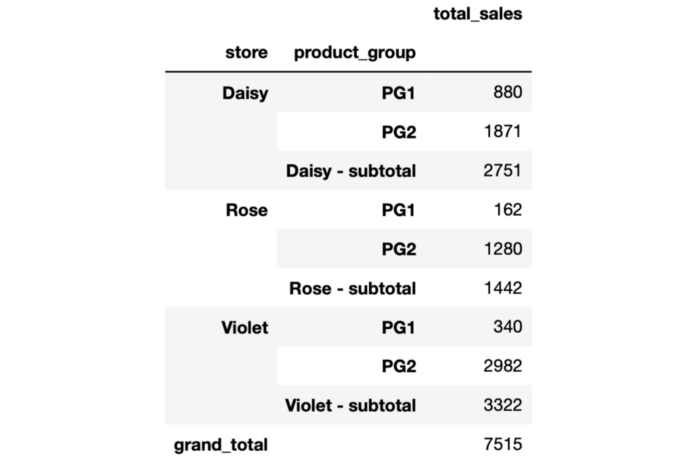 total_sales
store product_group
Daisy PG1 880
PG2 1871
Daisy - subtotal 2751
Rose PG1 162
PG2 1280
Rose - subtotal 1442
Violet PG1 340
PG2 2982
Violet - subtotal 3322
grand_total 7515